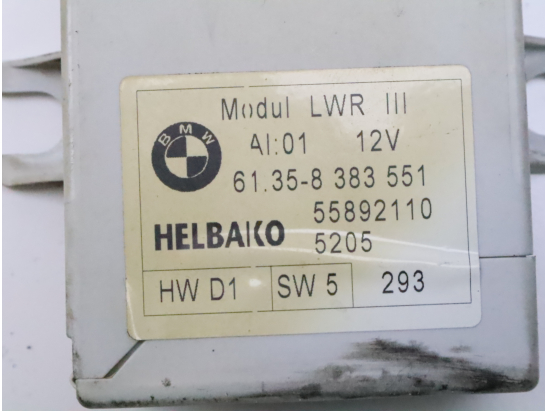 Modul LWR III
BMW
AI:01 12V
61.35-8 383 551
55892110
HELBAKO
5205
HW D1 SW 5 293